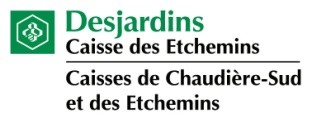 Desjardins
Caisse des Etchemins
Caisses de Chaudière-Sud
et des Etchemins